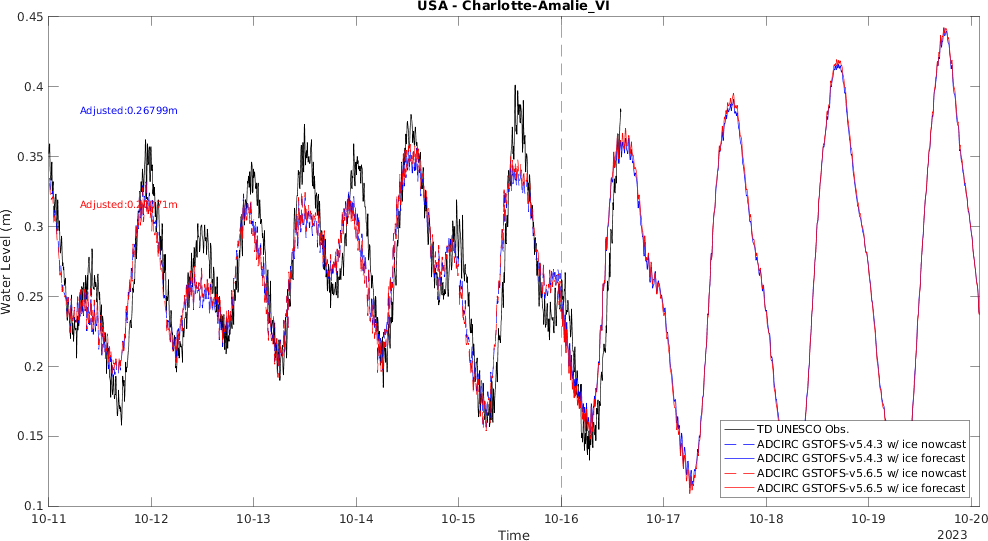 USA - Charlotte-Amalie_VI
0.45
0.4
0.35
0.3
0.25
0.2
0.15
0.1
Water Level (m)
Adjusted:0.26799m
TD UNESCO Obs.
ADCIRC GSTOFS-v5.4.3 w/ ice nowcast
ADCIRC GSTOFS-v5.4.3 w/ ice forecast
ADCIRC GSTOFS-v5.6.5 w/ ice nowcast
ADCIRC GSTOFS-v5.6.5 w/ ice forecast
10-11 10-12 10-13 10-14 10-15 10-16 10-17 10-18 10-19 10-20
Time
2023